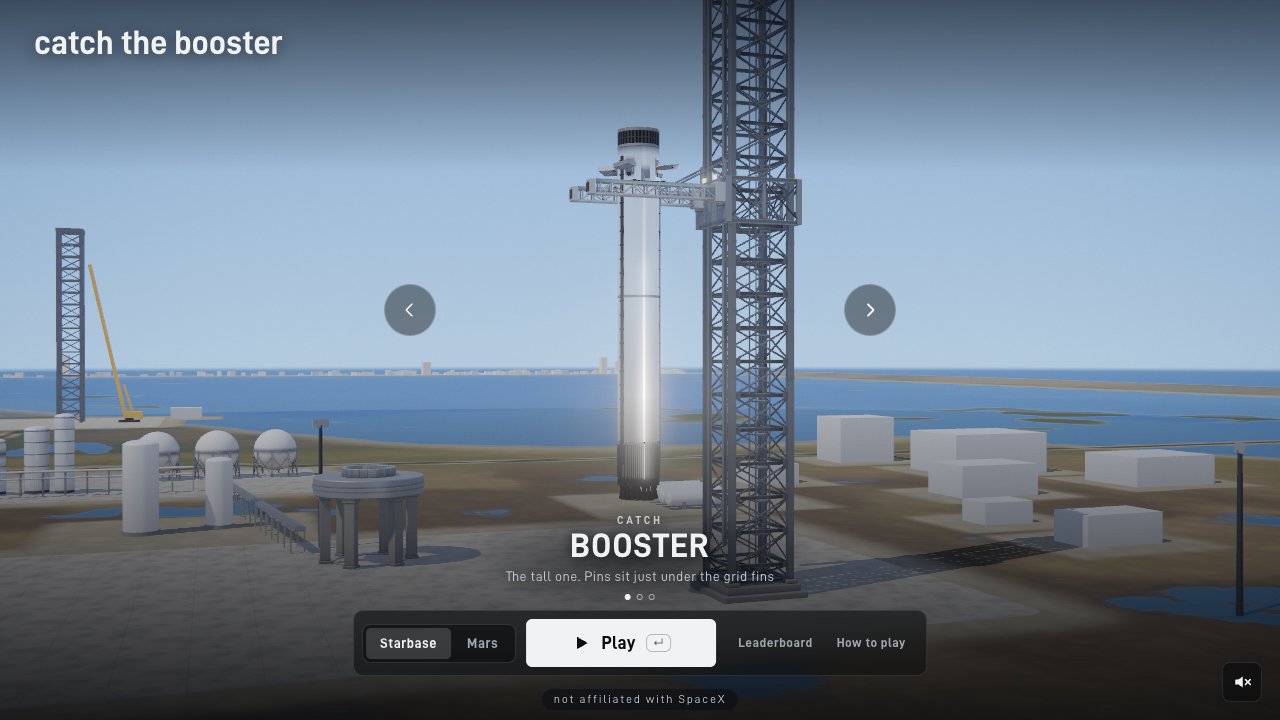 catch the booster
CATCH
BOOSTER
The tall one. Pins sit just under the grid fins
Starbase
Mars
Play
Leaderboard
How to play
not affiliated with SpaceX